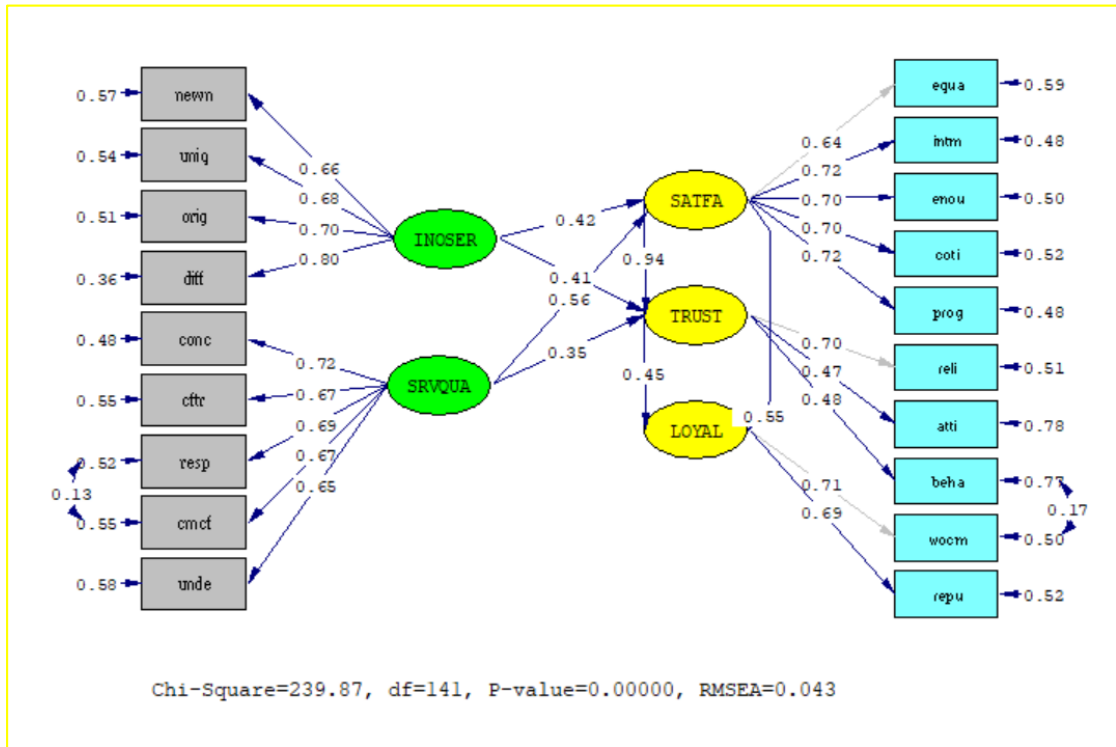 0.57 newn
0.54 uniq
0.51 orig
0.36 diff
0.48 conc
0.55 cftr
0.52 resp
0.13
0.55 cmcf
0.58 unde
0.66
0.68
0.70
0.80
0.72
0.67
0.69
0.67
0.65
INOSER
SRVQUA
0.42
0.41
0.56
0.35
SATFA
0.94
TRUST
0.45
LOYAL
0.55
0.64
0.72
0.70
0.70
0.72
0.70
0.47
0.48
0.71
0.69
equa 0.59
intm 0.48
enou 0.50
coti 0.52
prog 0.48
reli 0.51
atti 0.78
beha 0.77
0.17
wocm 0.50
repu 0.52
Chi-Square=239.87, df=141, P-value=0.00000, RMSEA=0.043